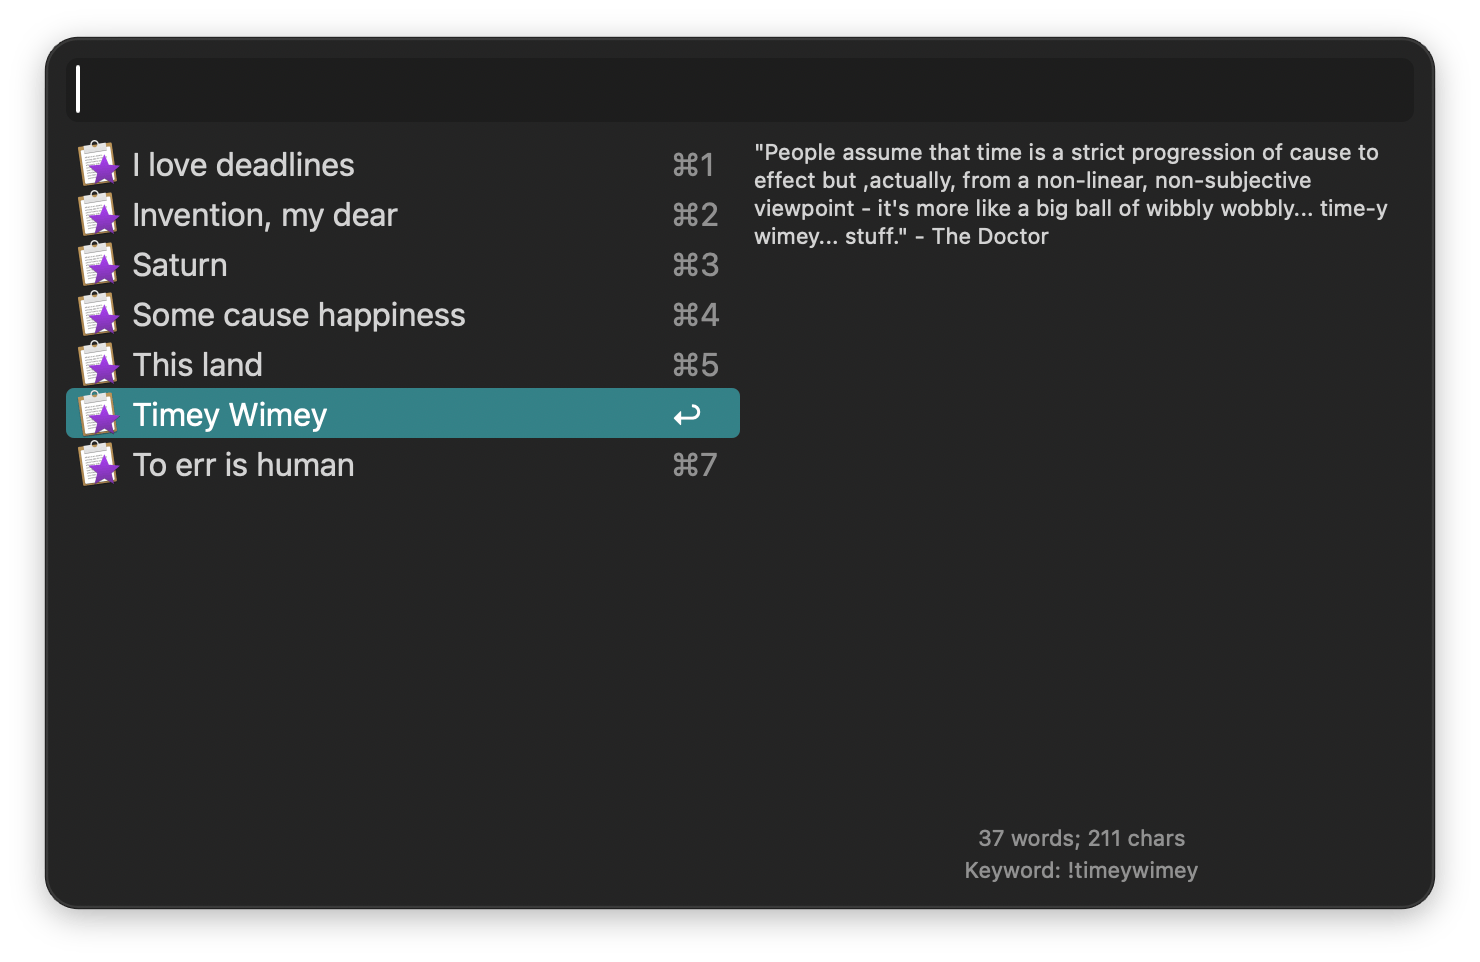 I love deadlines ⌘1
Invention, my dear ⌘2
Saturn ⌘3
Some cause happiness ⌘4
This land ⌘5
Timey Wimey ↩
To err is human ⌘7
"People assume that time is a strict progression of cause to
effect but ,actually, from a non-linear, non-subjective
viewpoint - it's more like a big ball of wibbly wobbly... time-y
wimey... stuff." - The Doctor
37 words; 211 chars
Keyword: !timeywimey